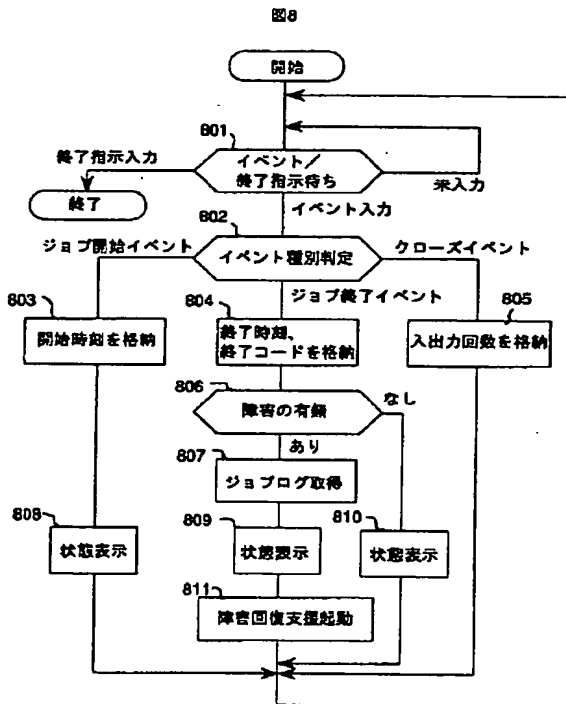 図8
開始
801
イベント／
終了指示待ち
終了指示入力
未入力
終了
イベント入力
802
イベント種別判定
ジョブ開始イベント
クローズイベント
ジョブ終了イベント
803
開始時刻を格納
804
終了時刻、
終了コードを格納
805
入出力回数を格納
806
障害の有無
なし
あり
807
ジョブログ取得
808
状態表示
809
状態表示
810
状態表示
811
障害回復支援起動